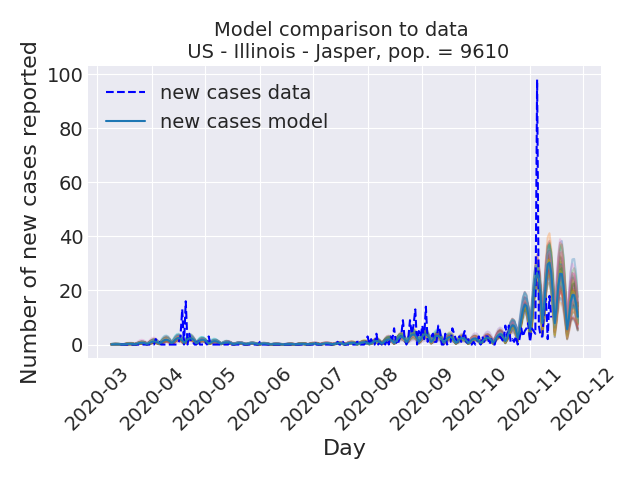 Model comparison to data
US - Illinois - Jasper, pop. = 9610
Number of new cases reported
100
80
60
40
20
0
new cases data
new cases model
2020-03
2020-04
2020-05
2020-06
2020-07
2020-08
2020-09
2020-10
2020-11
2020-12
Day